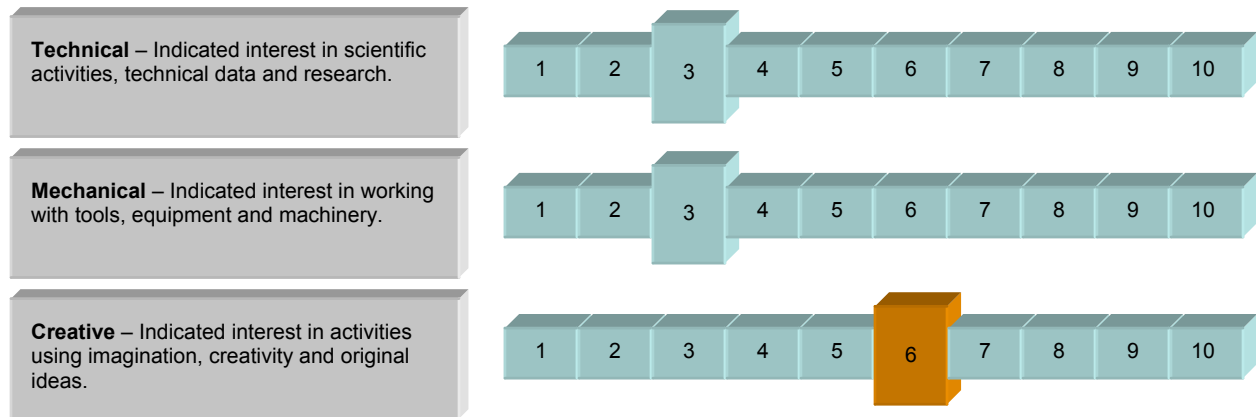 Technical – Indicated interest in scientific
activities, technical data and research.
1 2 3 4 5 6 7 8 9 10
Mechanical – Indicated interest in working
with tools, equipment and machinery.
1 2 3 4 5 6 7 8 9 10
Creative – Indicated interest in activities
using imagination, creativity and original
ideas.
1 2 3 4 5 6 7 8 9 10